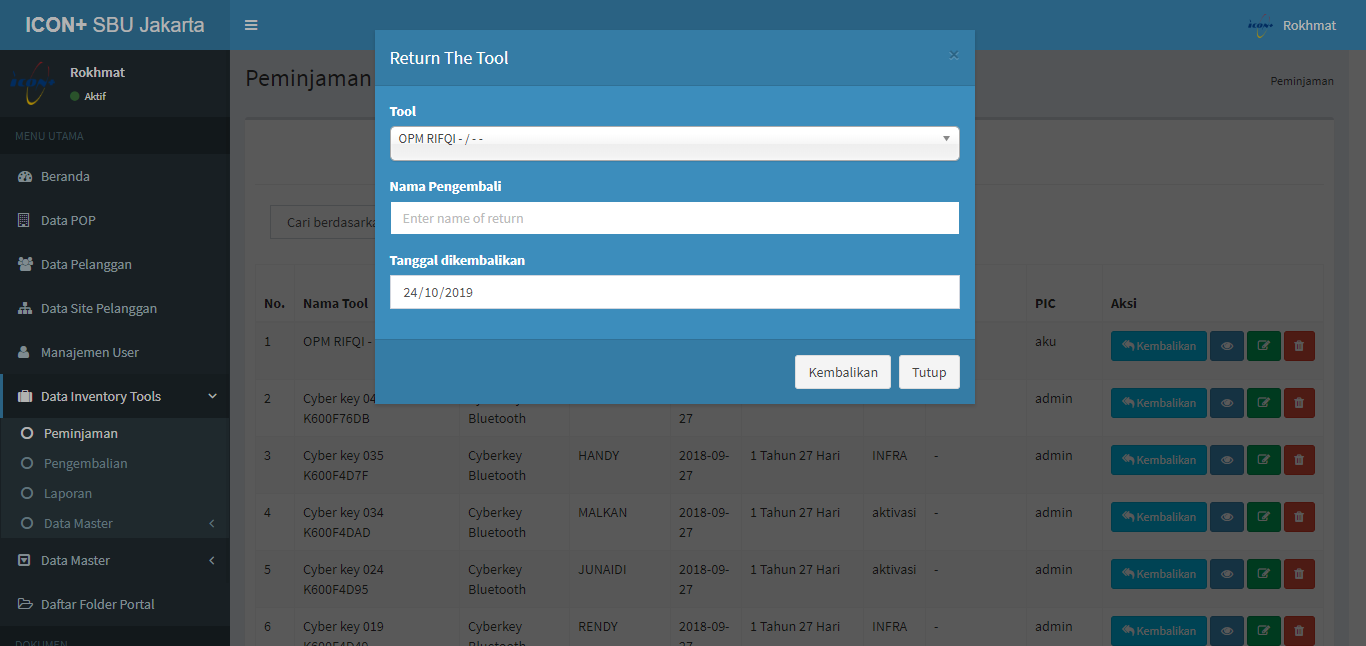 ICON+ SBU Jakarta
Rokhmat
Rokhmat
Aktif
MENU UTAMA
Beranda
Data POP
Data Pelanggan
Data Site Pelanggan
Manajemen User
Data Inventory Tools
Peminjaman
Pengembalian
Laporan
Data Master
Data Master
Daftar Folder Portal
DOKUMEN
Peminjaman
Peminjaman
Return The Tool
×
Tool
OPM RIFQI - / - -
Nama Pengembali
Enter name of return
Tanggal dikembalikan
24/10/2019
Kembalikan Tutup
Cari berdasarka
No. Nama Tool PIC Aksi
1 OPM RIFQI - aku Kembalikan
2 Cyber key 04 admin Kembalikan
K600F76DB Bluetooth 27
3 Cyber key 035 Cyberkey HANDY 2018-09- 1 Tahun 27 Hari INFRA - admin Kembalikan
K600F4D7F Bluetooth 27
4 Cyber key 034 Cyberkey MALKAN 2018-09- 1 Tahun 27 Hari aktivasi - admin Kembalikan
K600F4DAD Bluetooth 27
5 Cyber key 024 Cyberkey JUNAIDI 2018-09- 1 Tahun 27 Hari aktivasi - admin Kembalikan
K600F4D95 Bluetooth 27
6 Cyber key 019 Cyberkey RENDY 2018-09- 1 Tahun 27 Hari INFRA - admin Kembalikan